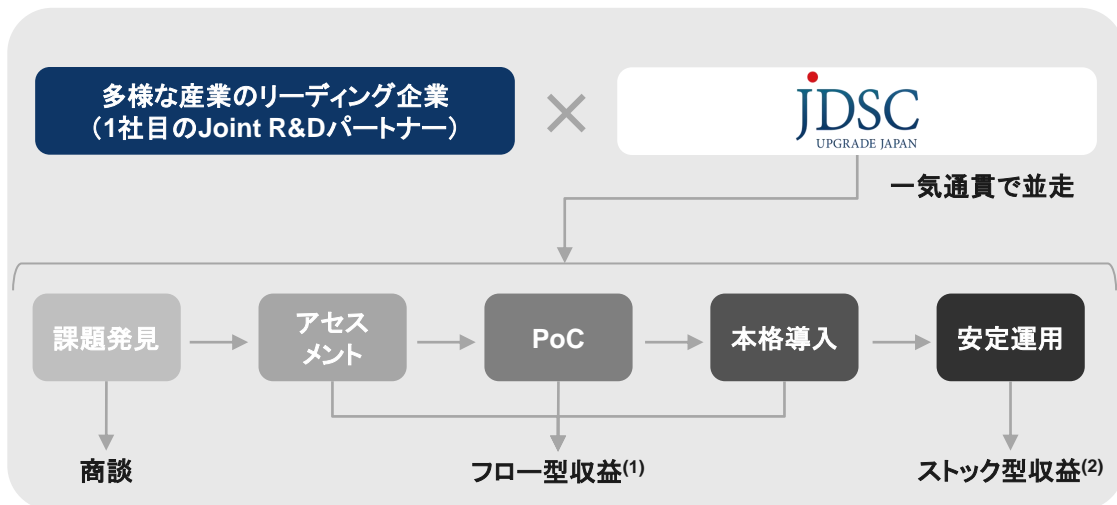 多様な産業のリーディング企業
（1社目のJoint R&Dパートナー）
×
JDSC
UPGRADE JAPAN
一気通貫で並走
課題発見
アセス
メント
PoC
本格導入
安定運用
商談
フロー型収益(1)
ストック型収益(2)